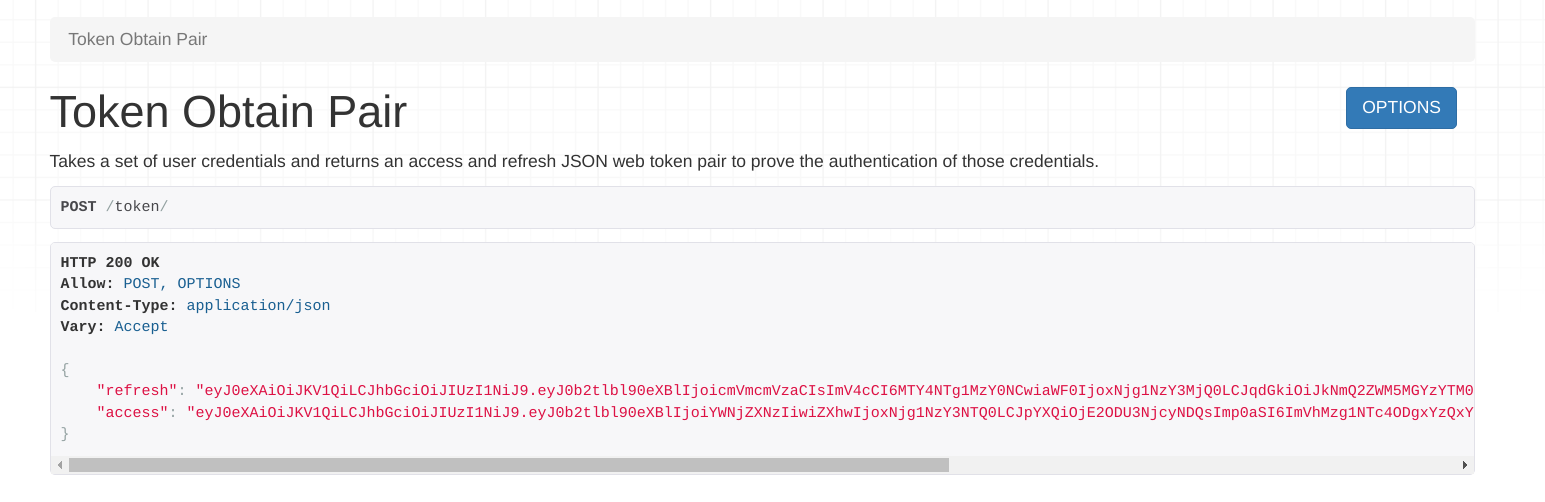 Token Obtain Pair
Token Obtain Pair
OPTIONS
Takes a set of user credentials and returns an access and refresh JSON web token pair to prove the authentication of those credentials.
POST /token/
HTTP 200 OK
Allow: POST, OPTIONS
Content-Type: application/json
Vary: Accept
{
    "refresh": "eyJ0eXAiOiJKV1QiLCJhbGciOiJIUzI1NiJ9.eyJ0b2tlbl90eXBlIjoicmVmcmVzaCIsImV4cCI6MTY4NTg1MzY0NCwiaWF0IjoxNjg1NzY3MjQ0LCJqdGkiOiJkNmQ2ZWM5MGYzYTM0
    "access": "eyJ0eXAiOiJKV1QiLCJhbGciOiJIUzI1NiJ9.eyJ0b2tlbl90eXBlIjoiYWNjZXNzIiwiZXhwIjoxNjg1NzY3NTQ0LCJpYXQiOjE2ODU3NjcyNDQsImp0aSI6ImVhMzg1NTc4ODgxYzQxY
}